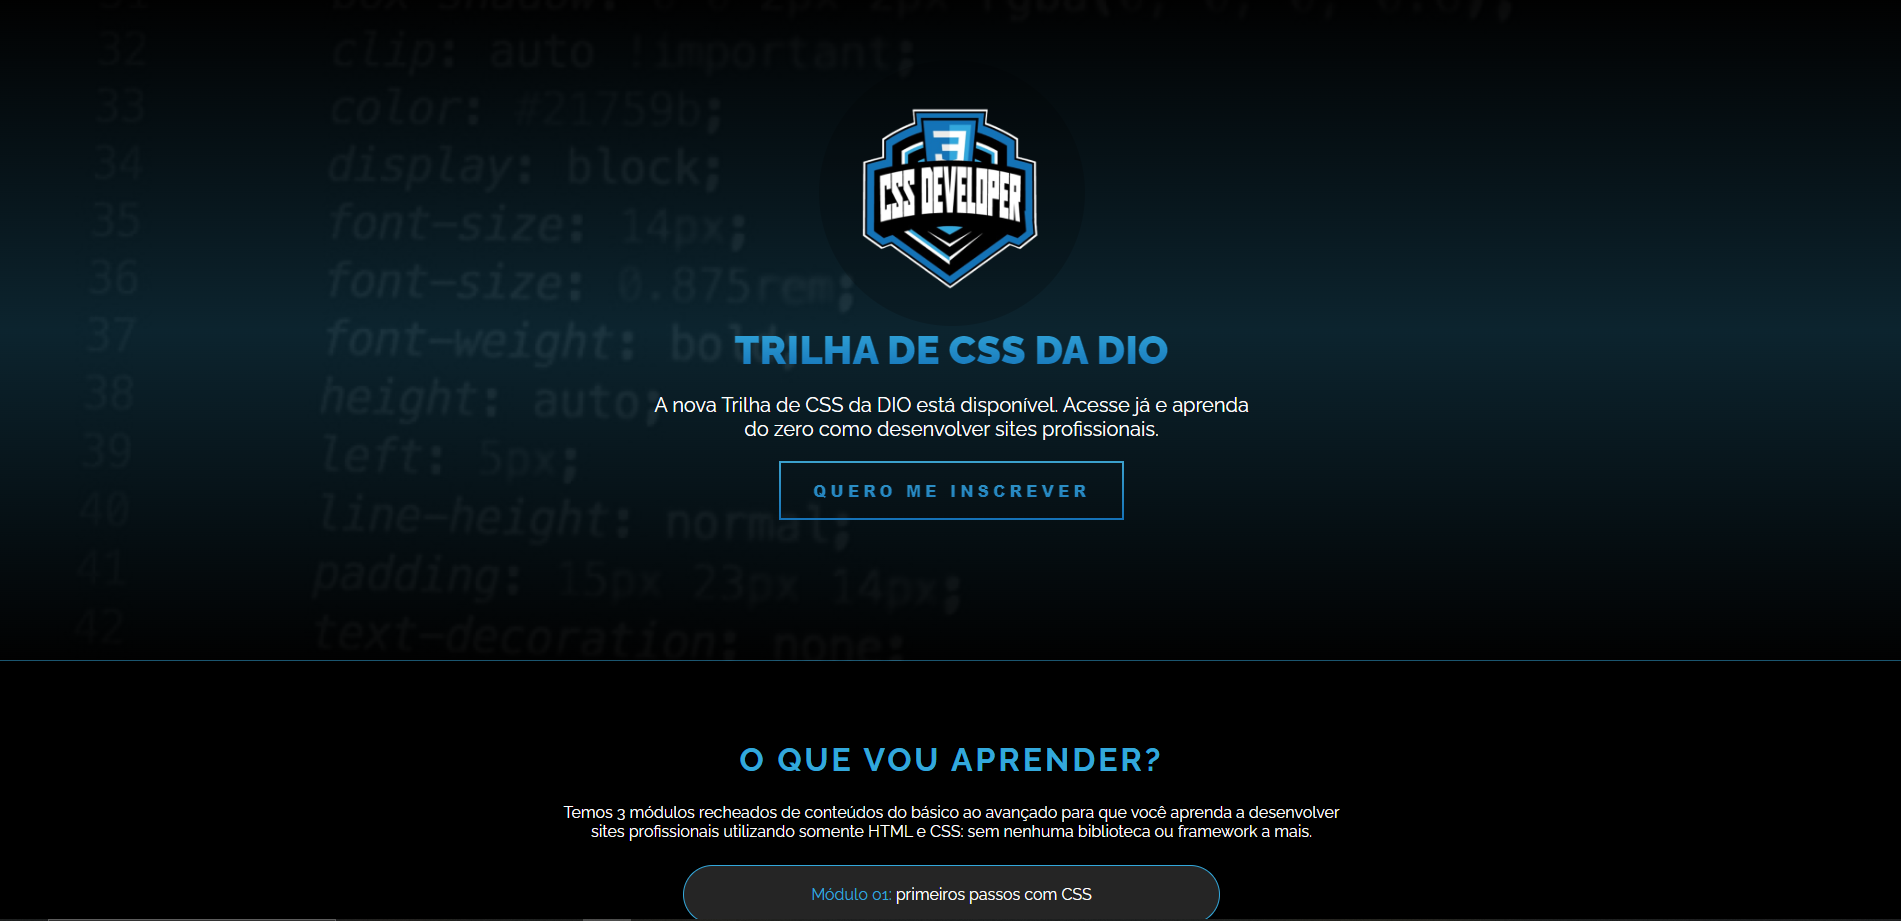 32 clip: auto !important;
33 color: #21759b;
34 display: block;
35 font-size: 14px;
36 font-size: 0.875rem;
37 font-weight: bold;
38 height: auto;
39 left: 5px;
40 line-height: normal;
41 padding: 15px 23px 14px;
42 text-decoration: none;
3
CSS DEVELOPER
TRILHA DE CSS DA DIO
A nova Trilha de CSS da DIO está disponível. Acesse já e aprenda
do zero como desenvolver sites profissionais.
QUERO ME INSCREVER
O QUE VOU APRENDER?
Temos 3 módulos recheados de conteúdos do básico ao avançado para que você aprenda a desenvolver
sites profissionais utilizando somente HTML e CSS: sem nenhuma biblioteca ou framework a mais.
Módulo 01: primeiros passos com CSS